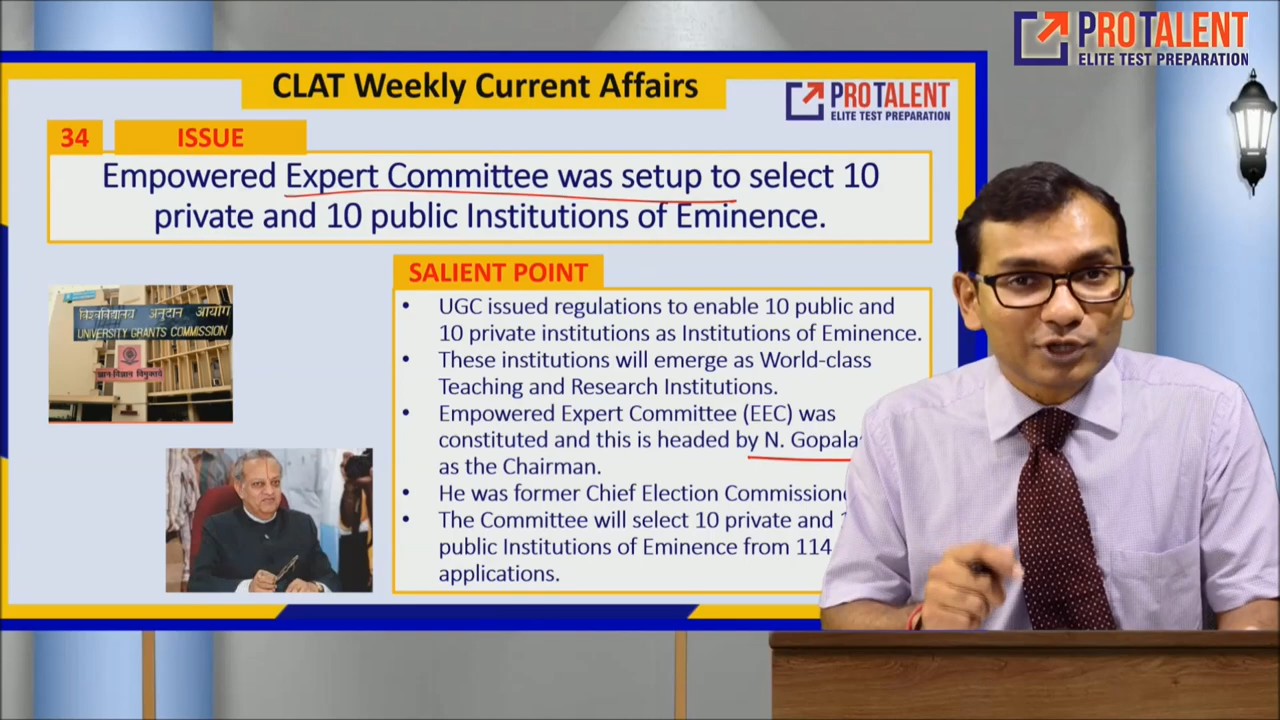 PROTALENT
ELITE TEST PREPARATION
CLAT Weekly Current Affairs
PROTALENT
ELITE TEST PREPARATION
34
ISSUE
Empowered Expert Committee was setup to select 10
private and 10 public Institutions of Eminence.
SALIENT POINT
• UGC issued regulations to enable 10 public and
10 private institutions as Institutions of Eminence.
• These institutions will emerge as World-class
Teaching and Research Institutions.
• Empowered Expert Committee (EEC) was
constituted and this is headed by N.
as the Chairman.
• He was former Chief Election
• The Committee will select 10 private and
public Institutions of Eminence from 114
applications.
विश्वविद्यालय अनुदान आयोग
UNIVERSITY GRANTS COMMISSION
ज्ञान-विज्ञान विमुक्तये